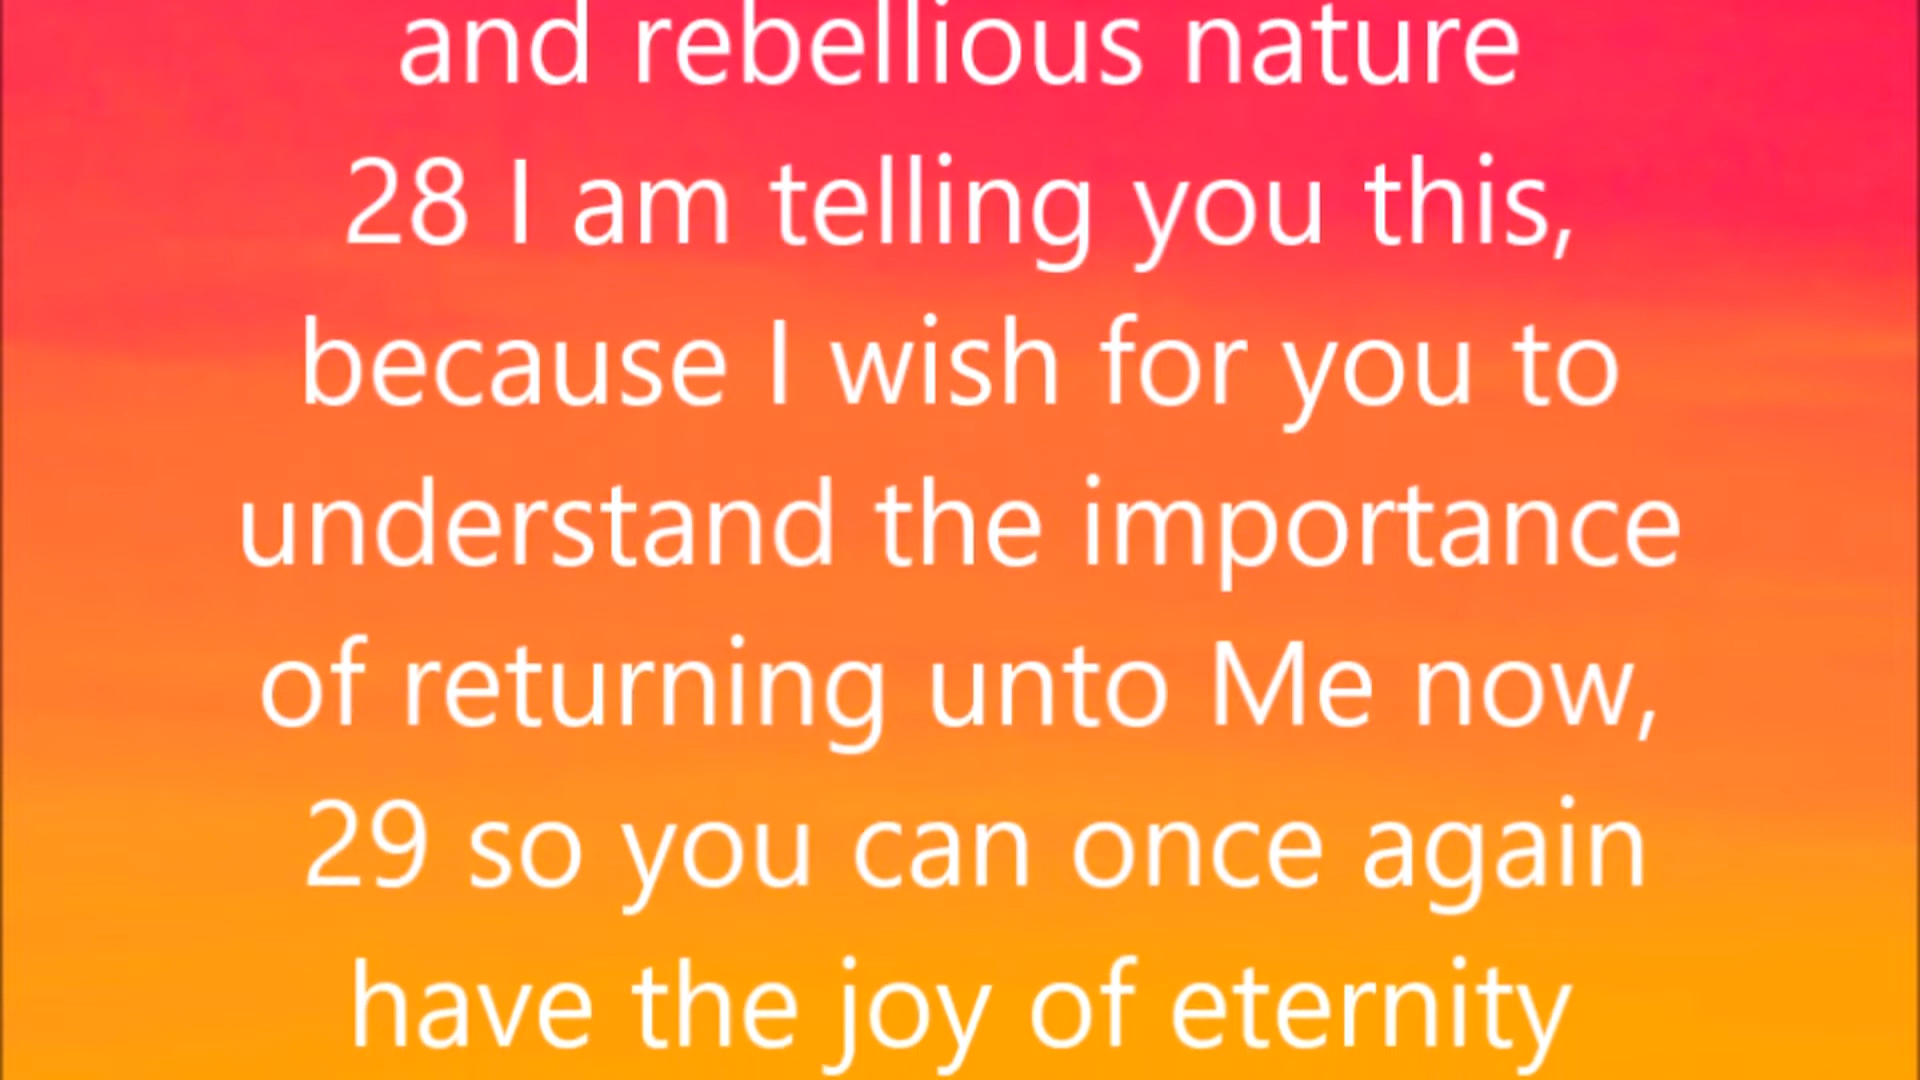 and rebellious nature
28 I am telling you this,
because I wish for you to
understand the importance
of returning unto Me now,
29 so you can once again
have the joy of eternity